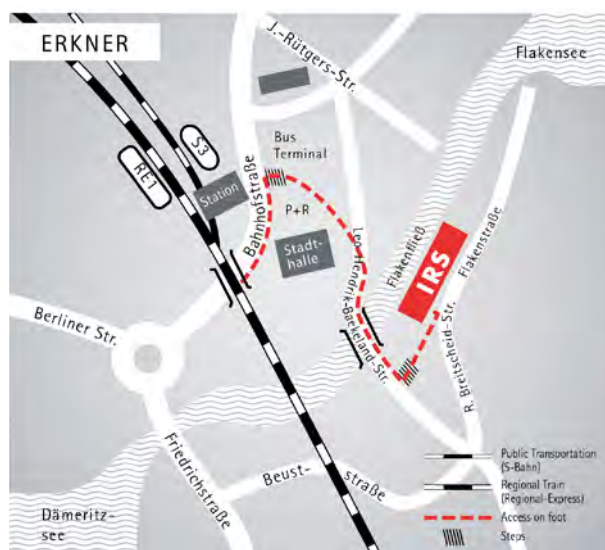 ERKNER
J.-Rütgers-Str.
Flakensee
S3
RE1
Bus
Terminal
Station
Bahnhofstraße
P+R
Stadt-
halle
Leo-Hendrik-Baekeland-Str.
Flakenfließ
IRS
Flakenstraße
R. Breitscheid-Str.
Berliner Str.
Friedrichstraße
Beust-
straße
Dämeritz-
see
Public Transportation
(S-Bahn)
Regional Train
(Regional-Express)
Access on foot
Steps